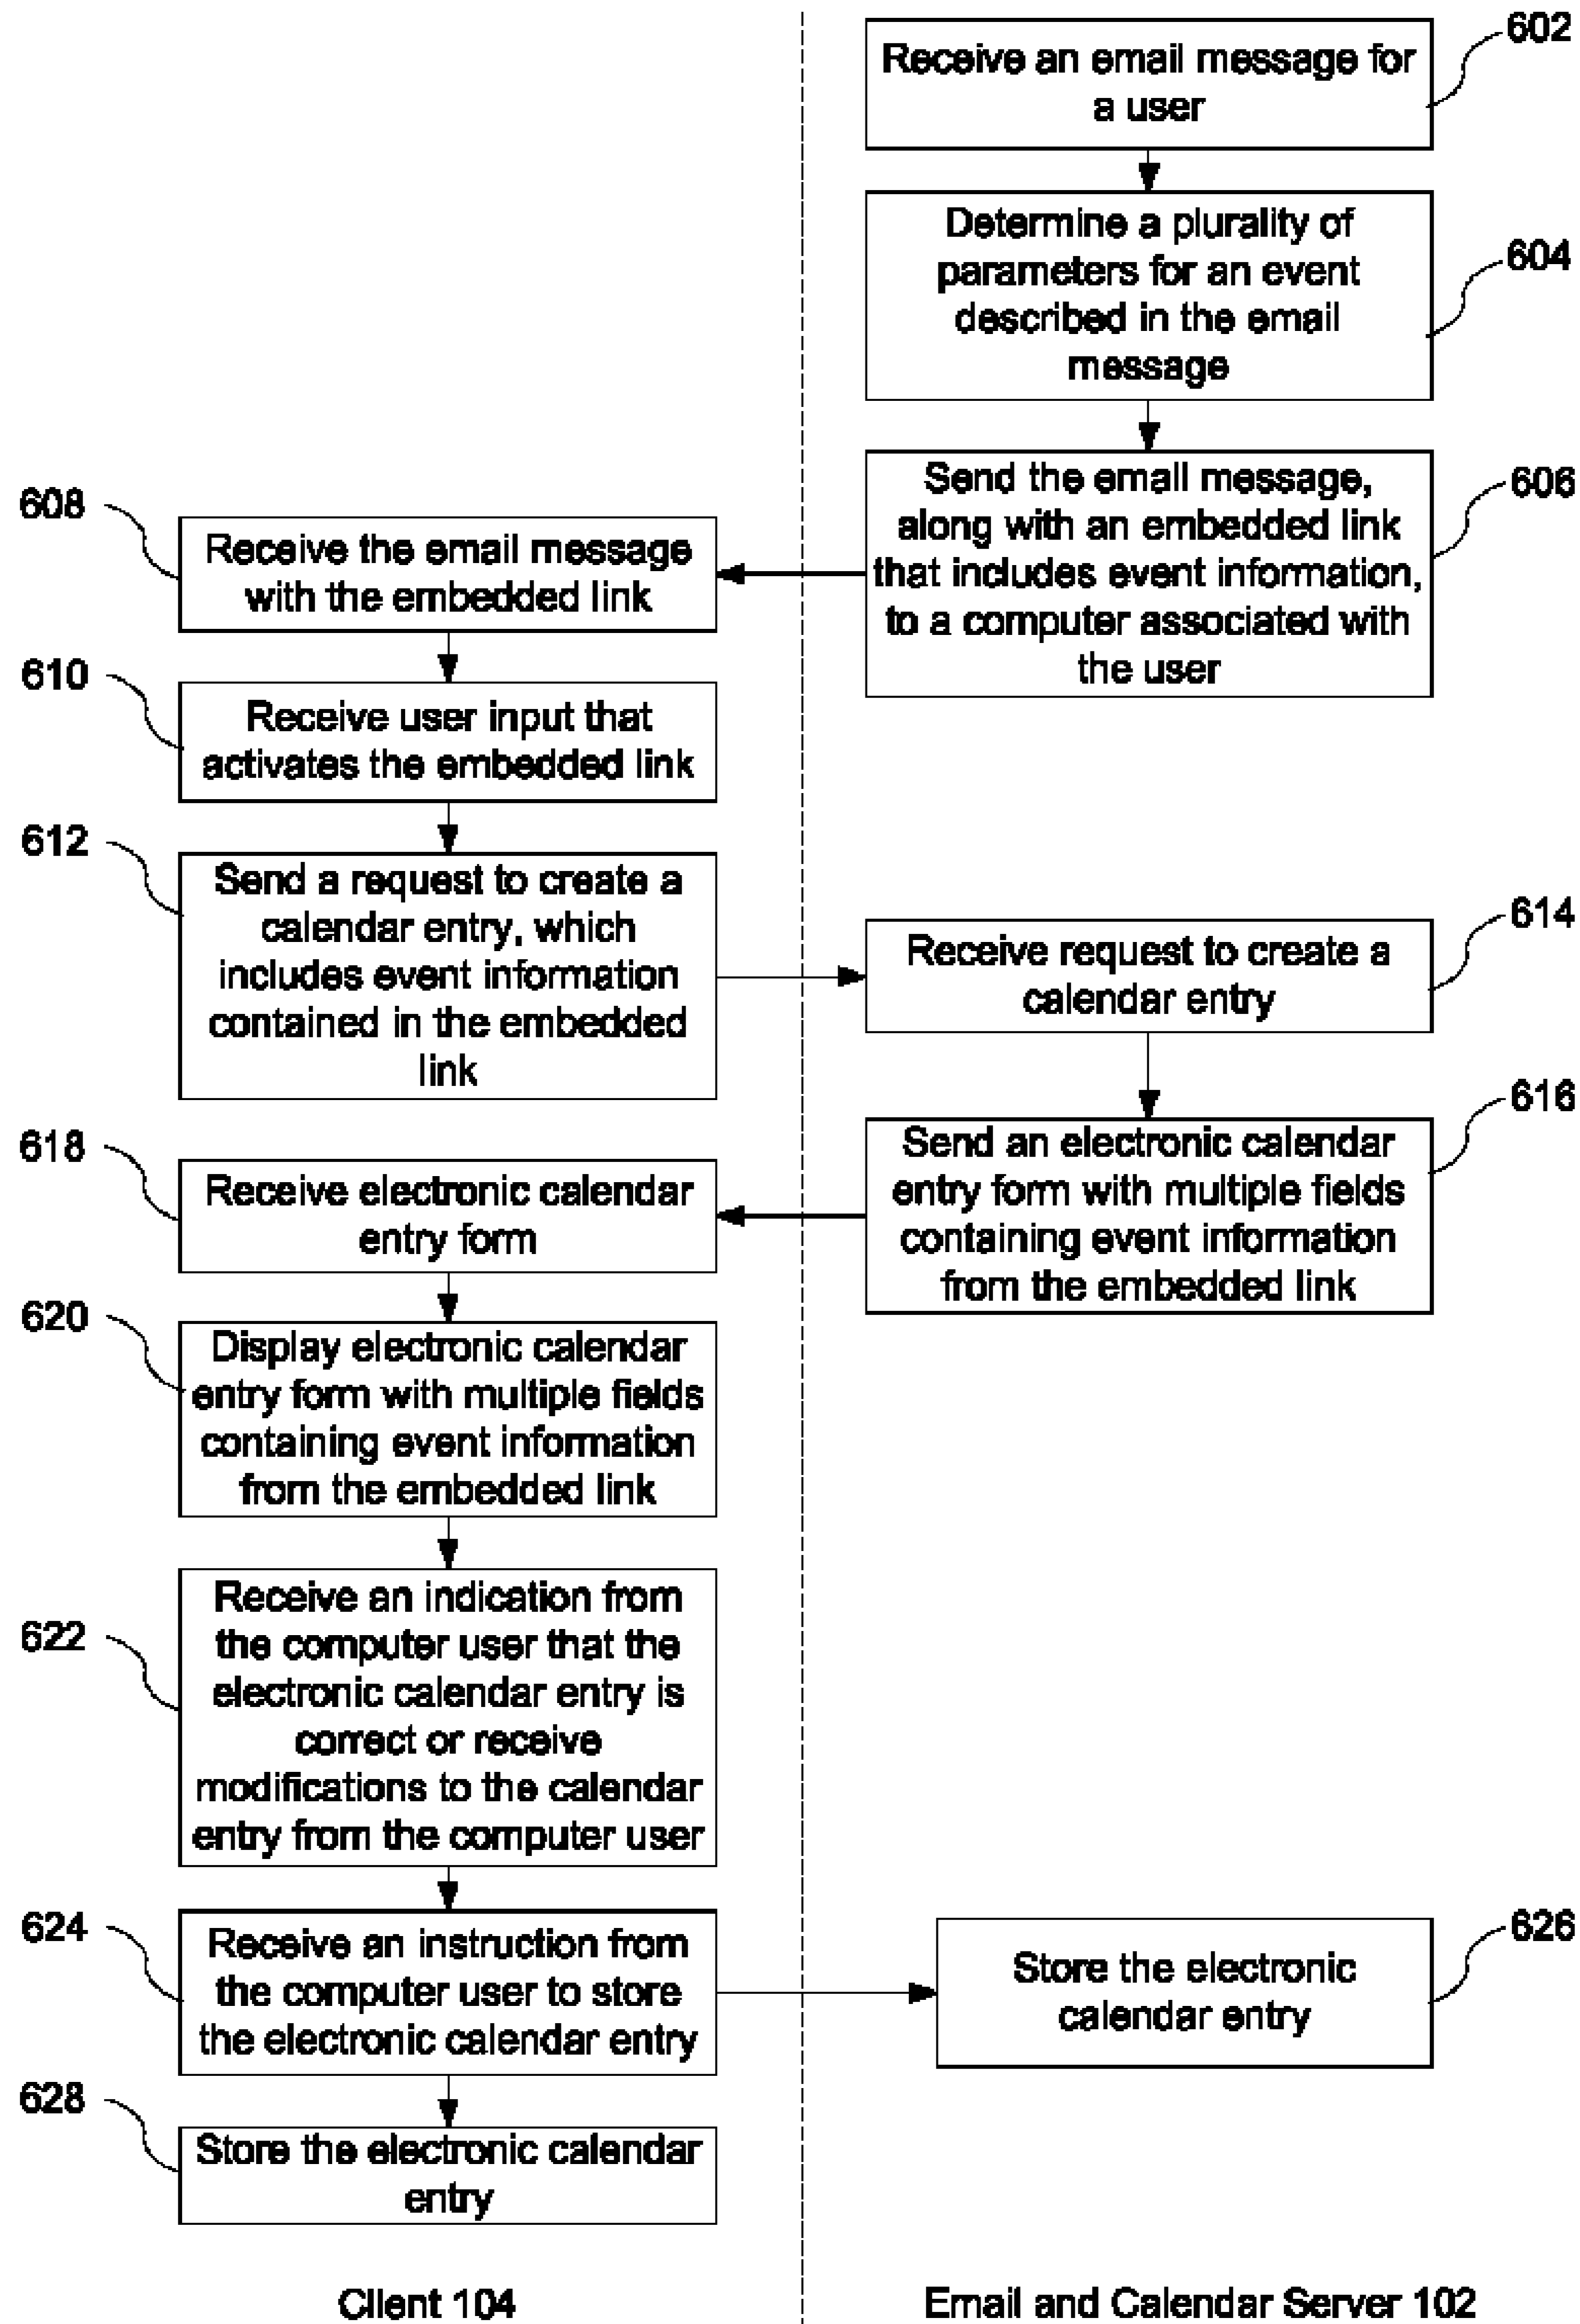 602
Receive an email message for
a user
604
Determine a plurality of
parameters for an event
described in the email
message
606
Send the email message,
along with an embedded link
that includes event information,
to a computer associated with
the user
608
Receive the email message
with the embedded link
610
Receive user input that
activates the embedded link
612
Send a request to create a
calendar entry, which
includes event information
contained in the embedded
link
614
Receive request to create a
calendar entry
616
Send an electronic calendar
entry form with multiple fields
containing event information
from the embedded link
618
Receive electronic calendar
entry form
620
Display electronic calendar
entry form with multiple fields
containing event information
from the embedded link
622
Receive an indication from
the computer user that the
electronic calendar entry is
correct or receive
modifications to the calendar
entry from the computer user
624
Receive an instruction from
the computer user to store
the electronic calendar entry
626
Store the electronic
calendar entry
628
Store the electronic calendar
entry
Client 104
Email and Calendar Server 102